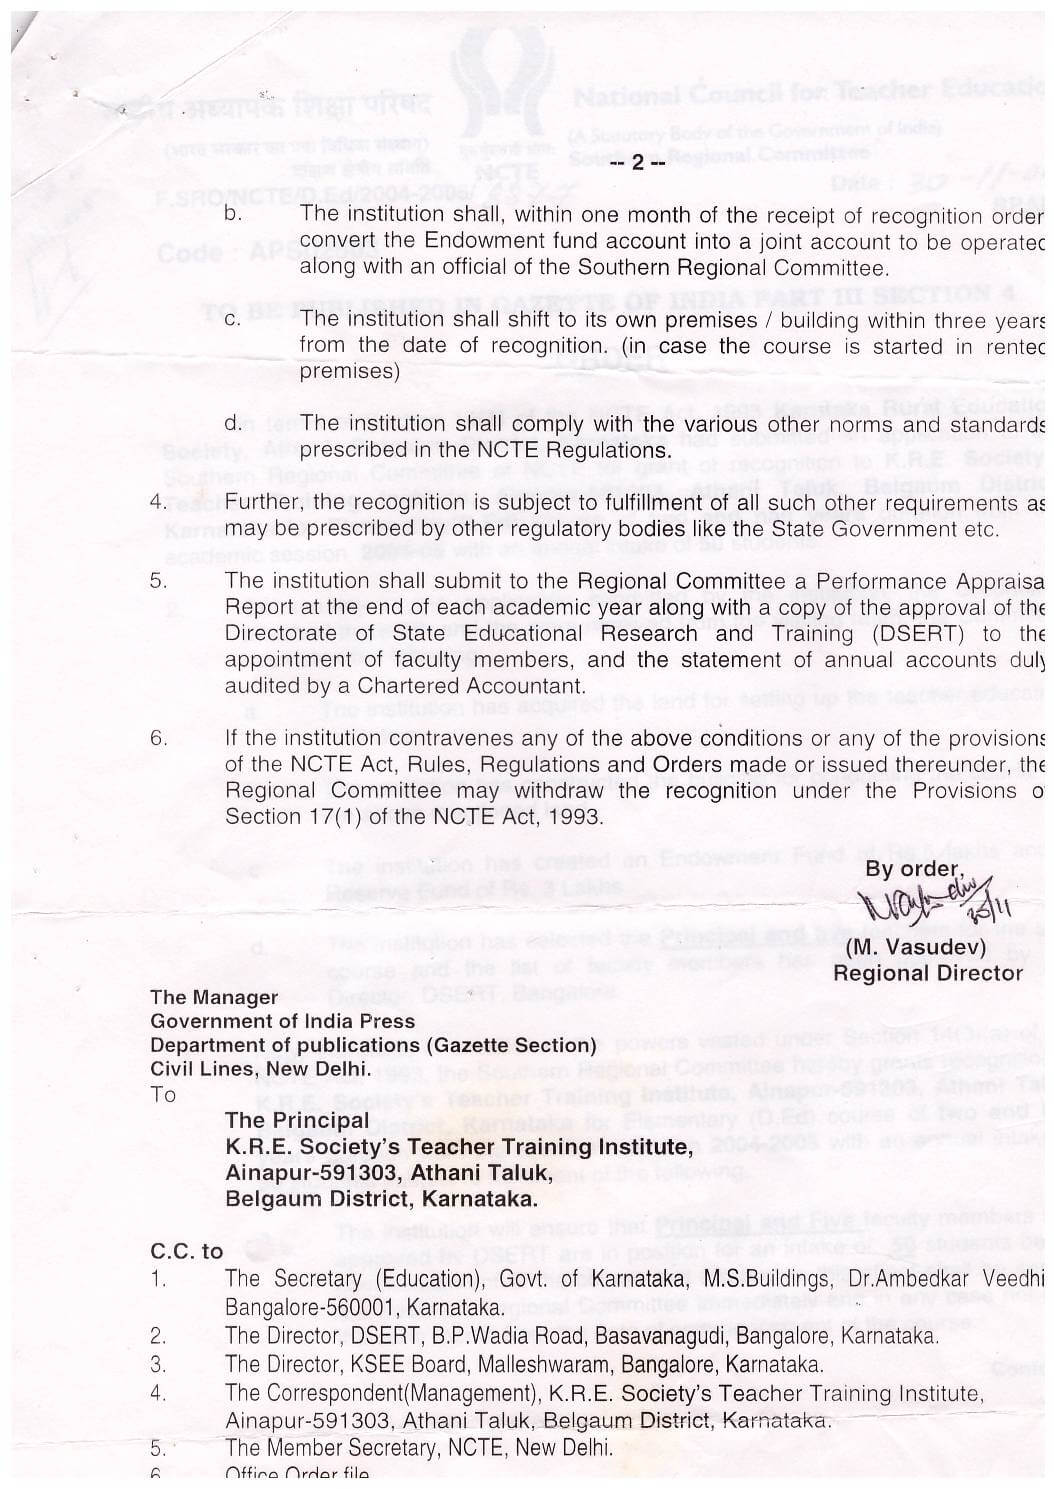 -- 2 --
b. The institution shall, within one month of the receipt of recognition order
convert the Endowment fund account into a joint account to be operated
along with an official of the Southern Regional Committee.
c. The institution shall shift to its own premises / building within three years
from the date of recognition. (in case the course is started in rented
premises)
d. The institution shall comply with the various other norms and standards
prescribed in the NCTE Regulations.
4. Further, the recognition is subject to fulfillment of all such other requirements as
may be prescribed by other regulatory bodies like the State Government etc.
5. The institution shall submit to the Regional Committee a Performance Appraisa
Report at the end of each academic year along with a copy of the approval of the
Directorate of State Educational Research and Training (DSERT) to the
appointment of faculty members, and the statement of annual accounts duly
audited by a Chartered Accountant.
6. If the institution contravenes any of the above conditions or any of the provisions
of the NCTE Act, Rules, Regulations and Orders made or issued thereunder, the
Regional Committee may withdraw the recognition under the Provisions o
Section 17(1) of the NCTE Act, 1993.
By order,
(M. Vasudev)
Regional Director
The Manager
Government of India Press
Department of publications (Gazette Section)
Civil Lines, New Delhi.
To
The Principal
K.R.E. Society's Teacher Training Institute,
Ainapur-591303, Athani Taluk,
Belgaum District, Karnataka.
C.C. to
1. The Secretary (Education), Govt. of Karnataka, M.S.Buildings, Dr.Ambedkar Veedhi
Bangalore-560001, Karnataka.
2. The Director, DSERT, B.P.Wadia Road, Basavanagudi, Bangalore, Karnataka.
3. The Director, KSEE Board, Malleshwaram, Bangalore, Karnataka.
4. The Correspondent(Management), K.R.E. Society's Teacher Training Institute,
Ainapur-591303, Athani Taluk, Belgaum District, Karnataka.
5. The Member Secretary, NCTE, New Delhi.
6 Office Order file